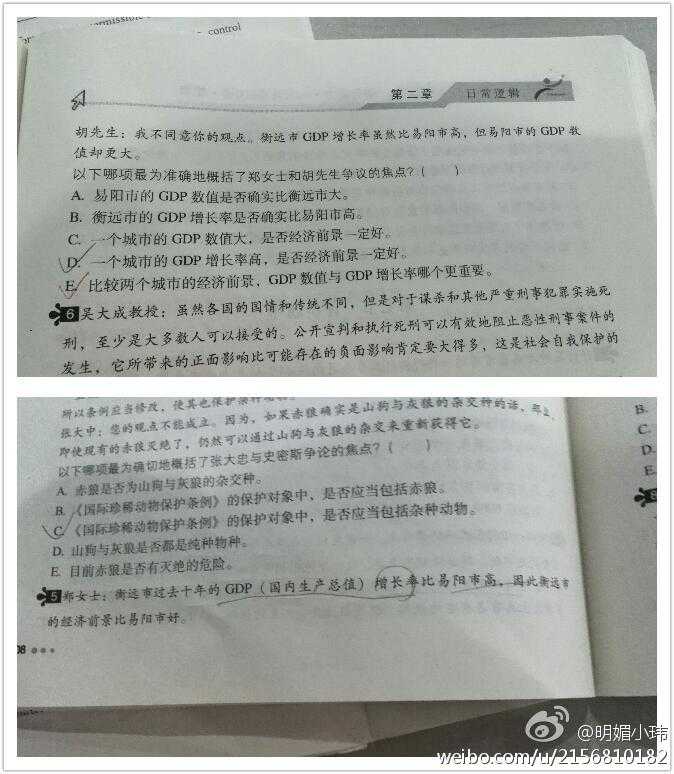 control
第二章
日常逻辑
胡先生：我不同意你的观点。衡远市GDP增长率虽然比易阳市高，但易阳市的GDP数
值却更大。
以下哪项最为准确地概括了郑女士和胡先生争议的焦点？（ ）
A. 易阳市的GDP数值是否确实比衡远市大。
B. 衡远市的GDP增长率是否确实比易阳市高。
C. 一个城市的GDP数值大，是否经济前景一定好。
D. 一个城市的GDP增长率高，是否经济前景一定好。
E. 比较两个城市的经济前景，GDP数值与GDP增长率哪个更重要。
6 吴大成教授：虽然各国的国情和传统不同，但是对于谋杀和其他严重刑事犯罪实施死
刑，至少是大多数人可以接受的。公开宣判和执行死刑可以有效地阻止恶性刑事案件的
发生，它所带来的正面影响比可能存在的负面影响肯定要大得多，这是社会自我保护的
所以条例应当修改，使其也保护杂种
张大中：您的观点不能成立。因为，如果赤狼确实是山狗与灰狼的杂交种的话，那么，
即使现有的赤狼灭绝了，仍然可以通过山狗与灰狼的杂交来重新获得它。
以下哪项最为确切地概括了张大忠与史密斯争论的焦点？（ ）
A. 赤狼是否为山狗与灰狼的杂交种。
B.《国际珍稀动物保护条例》的保护对象中，是否应当包括赤狼。
C.《国际珍稀动物保护条例》的保护对象中，是否应当包括杂种动物。
D. 山狗与灰狼是否都是纯种物种。
E. 目前赤狼是否有灭绝的危险。
5 郑女士：衡远市过去十年的GDP（国内生产总值）增长率比易阳市高，因此衡远市
的经济前景比易阳市好。
08
B.
C.
D.
E.
@明媚小玮
weibo.com/u/2156810182